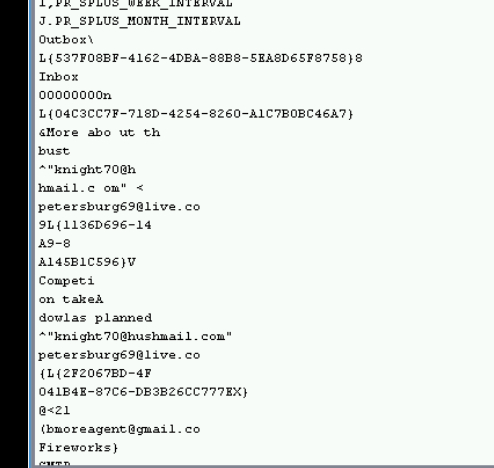 1,PR_SPLUS_WEEK_INTERVAL
J.PR_SPLUS_MONTH_INTERVAL
Outbox\
L{537F08BF-4162-4DBA-88B8-5EA8D65F8758}8
Inbox
00000000n
L{04C3CC7F-718D-4254-8260-A1C7B0BC46A7}
&More abo ut th
bust
^"knight70@h
hmail.c om" <
petersburg69@live.co
9L{1136D696-14
A9-8
A145B1C596}V
Competi
on takeA
dowlas planned
^"knight70@hushmail.com"
petersburg69@live.co
{L{2F2067BD-4F
041B4E-87C6-DB3B26CC777EX}
@<21
(bmoreagent@gmail.co
Fireworks}